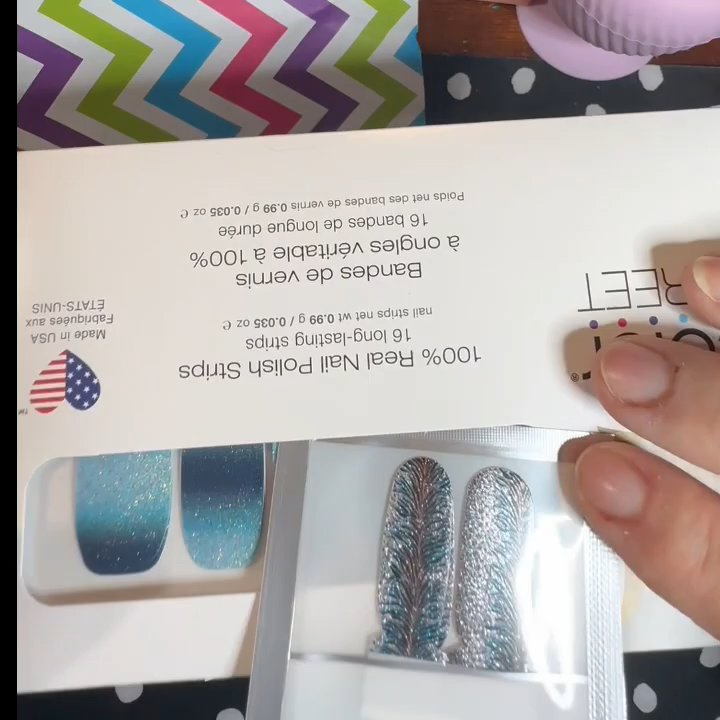 100% Real Nail Polish Strips
16 long-lasting strips
nail strips net wt 0.99 g / 0.035 oz ℮
Bandes de vernis
à ongles véritable à 100%
16 bandes de longue durée
Poids net des bandes de vernis 0.99 g / 0.035 oz ℮
Made in USA
Fabriquées aux
ÉTATS-UNIS